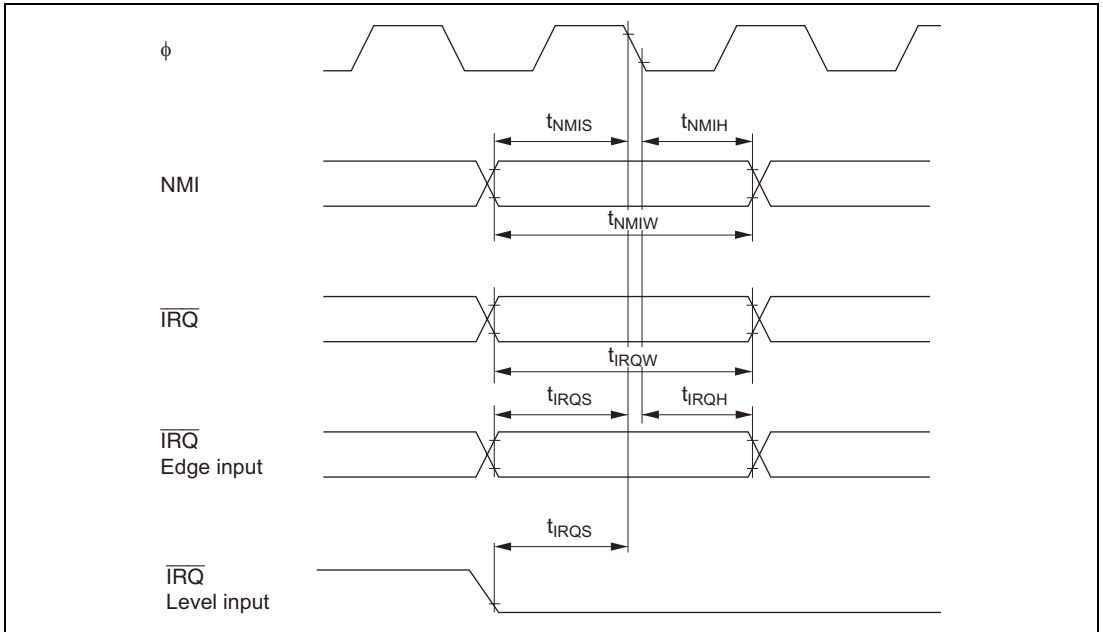 ϕ
tNMIS tNMIH
NMI
tNMIW
IRQ
tIRQW
tIRQS tIRQH
IRQ
Edge input
tIRQS
IRQ
Level input